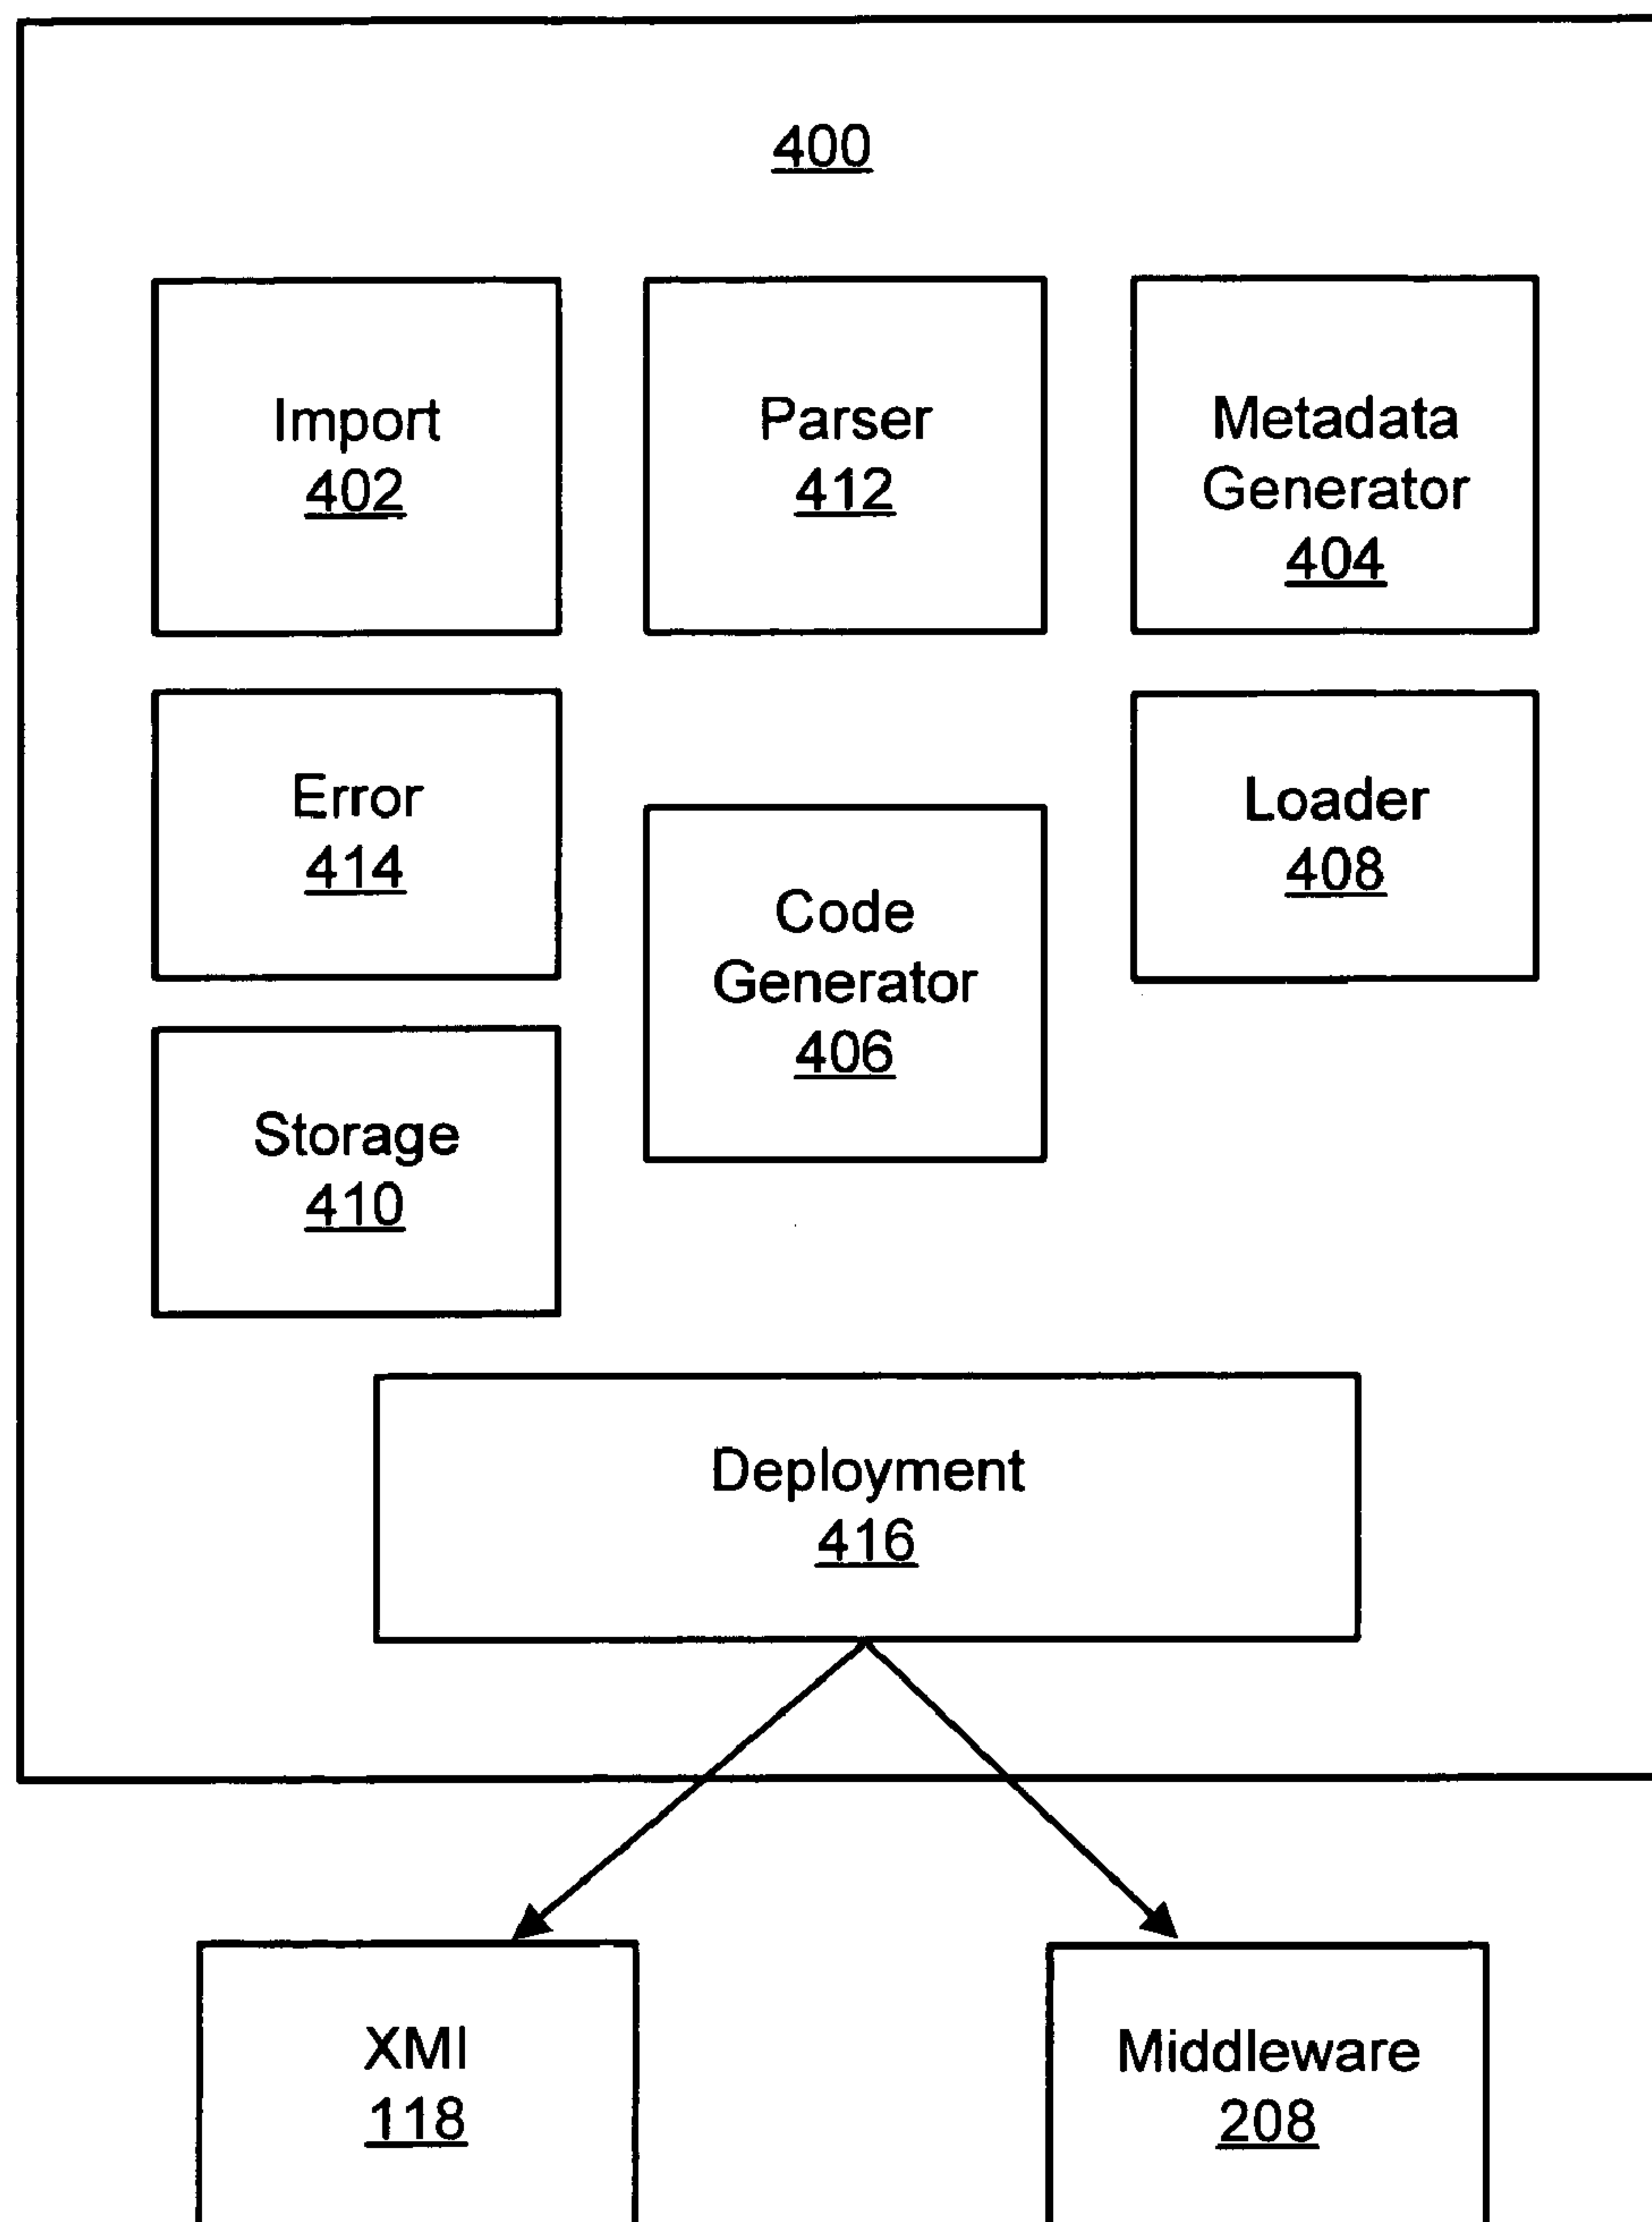 400
Import
402
Parser
412
Metadata
Generator
404
Error
414
Code
Generator
406
Loader
408
Storage
410
Deployment
416
XMI
118
Middleware
208